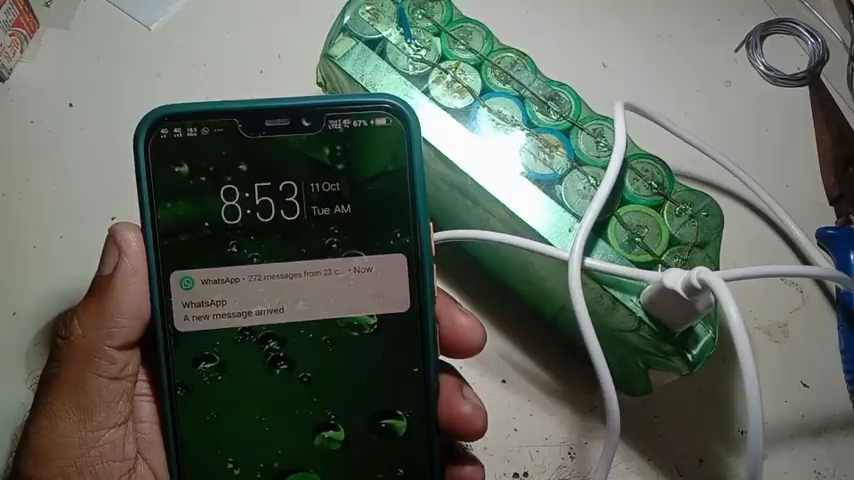 67%
8:53
11 Oct
Tue AM
WhatsApp • 272 messages from 23 c... • Now
WhatsApp
A new message arrived